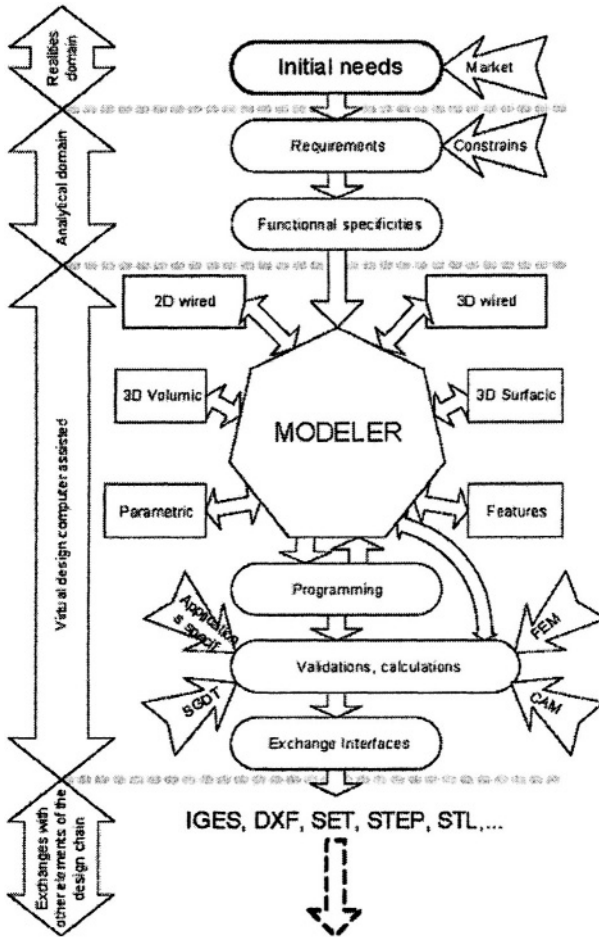 Realities
domain
Initial needs
Market
Analytical domain
Requirements
Constrains
Functionnal specificities
Virtual design computer assisted
2D wired
3D wired
3D Volumic
3D Surfacic
MODELER
Parametric
Features
Programming
Application
s specif.
FEM
Validations, calculations
SGDT
CAM
Exchange Interfaces
Exchanges with
other elements of the
design chain
IGES, DXF, SET, STEP, STL,...